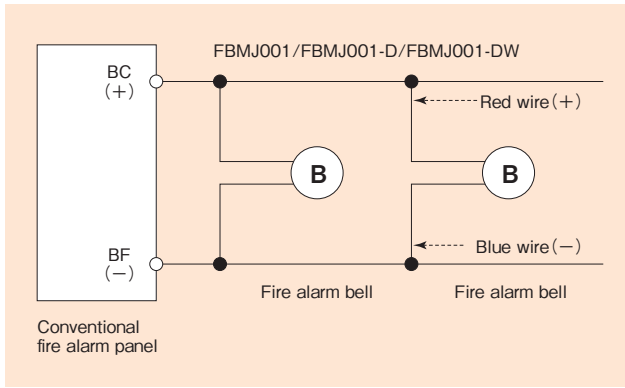 FBMJ001/FBMJ001-D/FBMJ001-DW
BC
(+)
Red wire(+)
B
B
BF
(−)
Blue wire(−)
Fire alarm bell
Fire alarm bell
Conventional
fire alarm panel